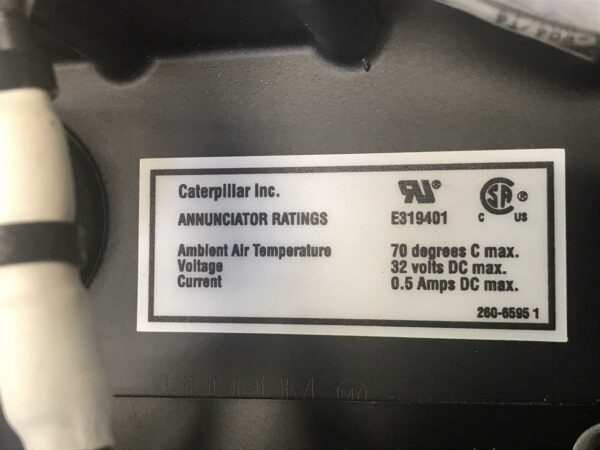 Caterpillar Inc.
ANNUNCIATOR RATINGS E319401 C US
Ambient Air Temperature 70 degrees C max.
Voltage 32 volts DC max.
Current 0.5 Amps DC max.
260-6595 1